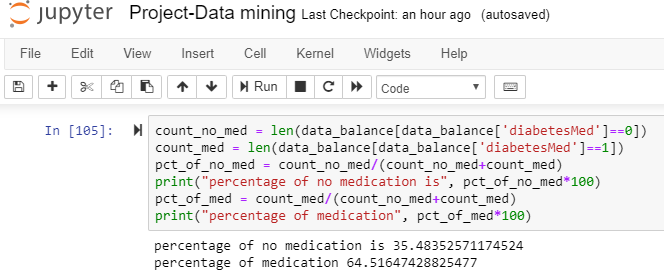 jupyter Project-Data mining Last Checkpoint: an hour ago (autosaved)
File Edit View Insert Cell Kernel Widgets Help
Run Code
In [105]: count_no_med = len(data_balance[data_balance['diabetesMed']==0])
count_med = len(data_balance[data_balance['diabetesMed']==1])
pct_of_no_med = count_no_med/(count_no_med+count_med)
print("percentage of no medication is", pct_of_no_med*100)
pct_of_med = count_med/(count_no_med+count_med)
print("percentage of medication", pct_of_med*100)
percentage of no medication is 35.48352571174524
percentage of medication 64.51647428825477